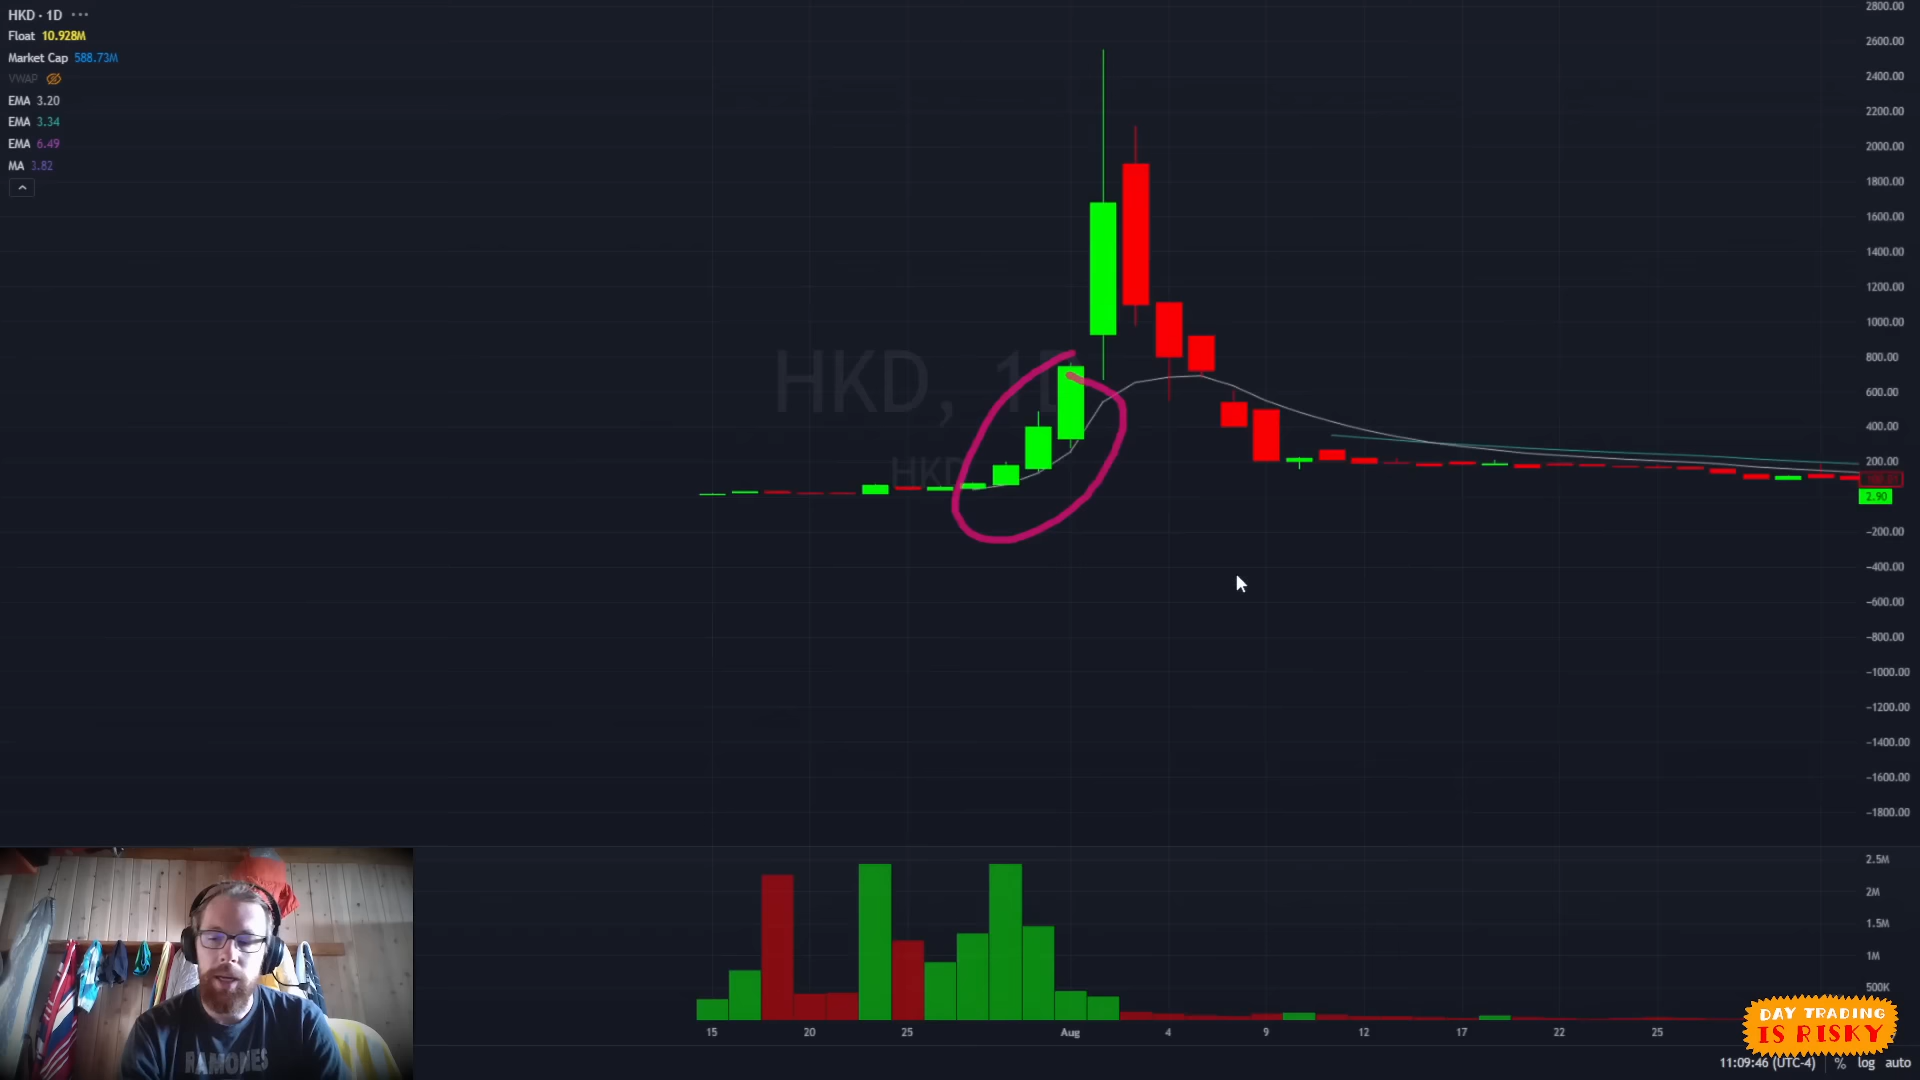 HKD · 1D ···
Float 10.928M
Market Cap 588.73M
VWAP
EMA 3.20
EMA 3.34
EMA 6.49
MA 3.82
HKD, 1D
HKD
2800.00
2600.00
2400.00
2200.00
2000.00
1800.00
1600.00
1400.00
1200.00
1000.00
800.00
600.00
400.00
200.00
2.90
−200.00
−400.00
−600.00
−800.00
−1000.00
−1200.00
−1400.00
−1600.00
−1800.00
2.5M
2M
1.5M
1M
500K
15 20 25 Aug 4 9 12 17 22 25
RAMONES
DAY TRADING
IS RISKY
11:09:46 (UTC-4) % log auto